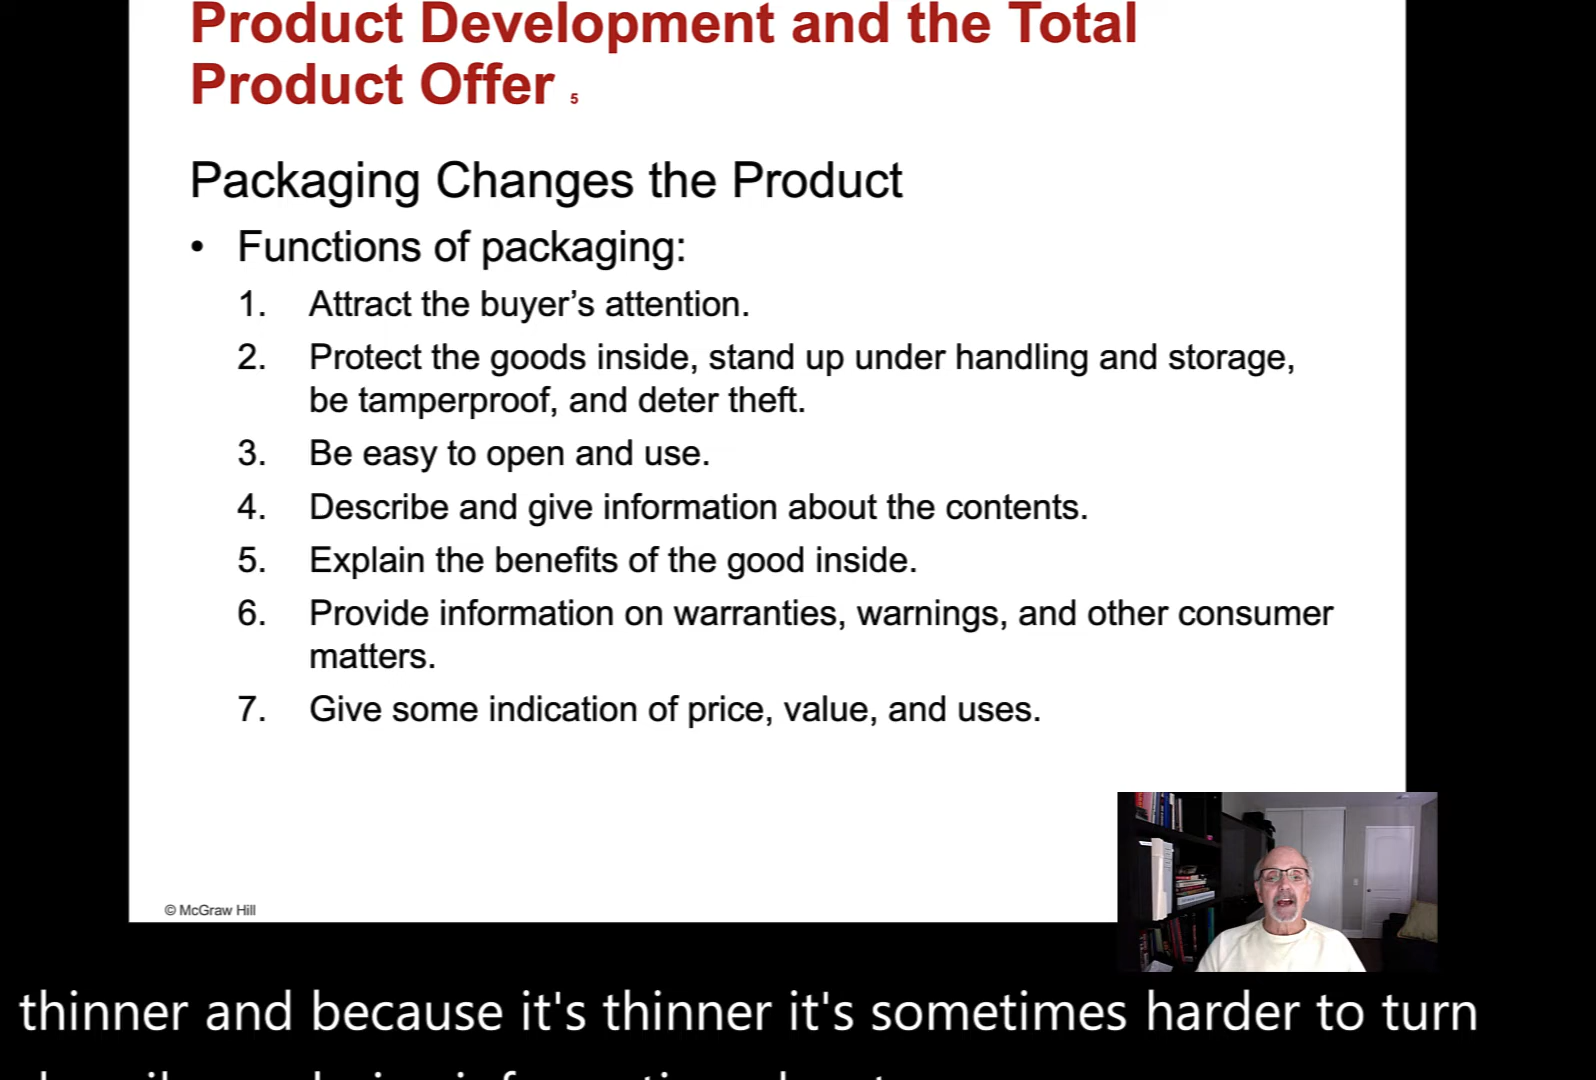 Product Development and the Total
Product Offer 5
Packaging Changes the Product
• Functions of packaging:
1. Attract the buyer’s attention.
2. Protect the goods inside, stand up under handling and storage,
be tamperproof, and deter theft.
3. Be easy to open and use.
4. Describe and give information about the contents.
5. Explain the benefits of the good inside.
6. Provide information on warranties, warnings, and other consumer
matters.
7. Give some indication of price, value, and uses.
© McGraw Hill
thinner and because it's thinner it's sometimes harder to turn